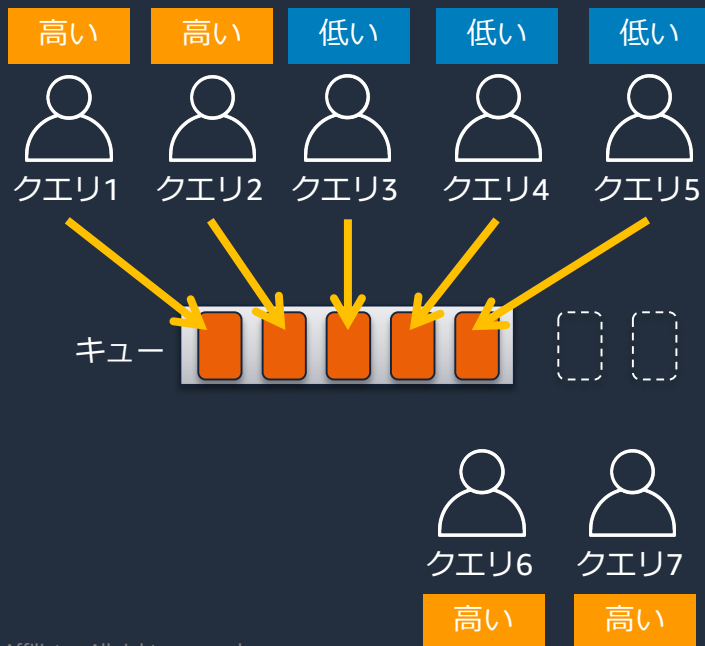 高い 高い 低い 低い 低い
クエリ1 クエリ2 クエリ3 クエリ4 クエリ5
キュー
クエリ6 クエリ7
高い 高い